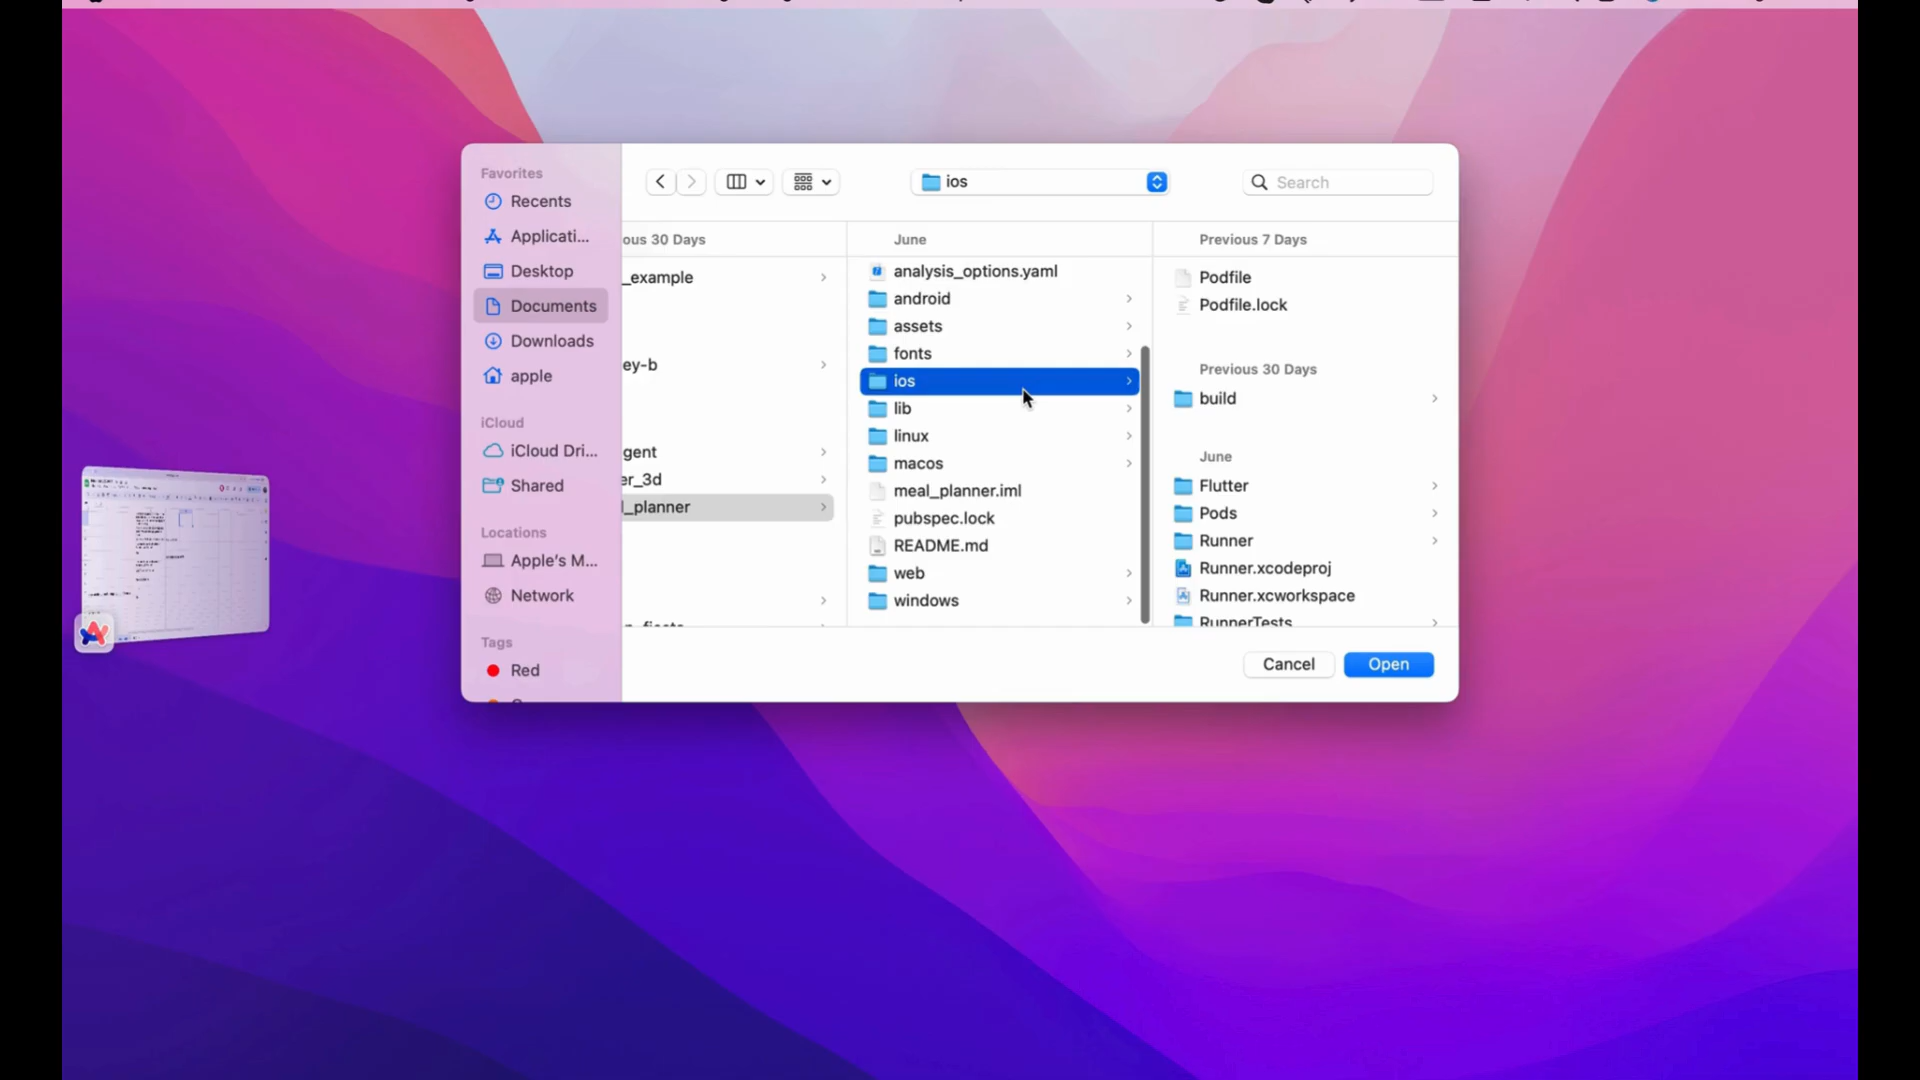 Favorites
Recents
Applicati...
Desktop
Documents
Downloads
apple
iCloud
iCloud Dri...
Shared
Locations
Apple's M...
Network
Tags
Red
ios
Search
ous 30 Days
_example
ey-b
gent
er_3d
l_planner
June
analysis_options.yaml
android
assets
fonts
ios
lib
linux
macos
meal_planner.iml
pubspec.lock
README.md
web
windows
Previous 7 Days
Podfile
Podfile.lock
Previous 30 Days
build
June
Flutter
Pods
Runner
Runner.xcodeproj
Runner.xcworkspace
RunnerTests
Cancel
Open